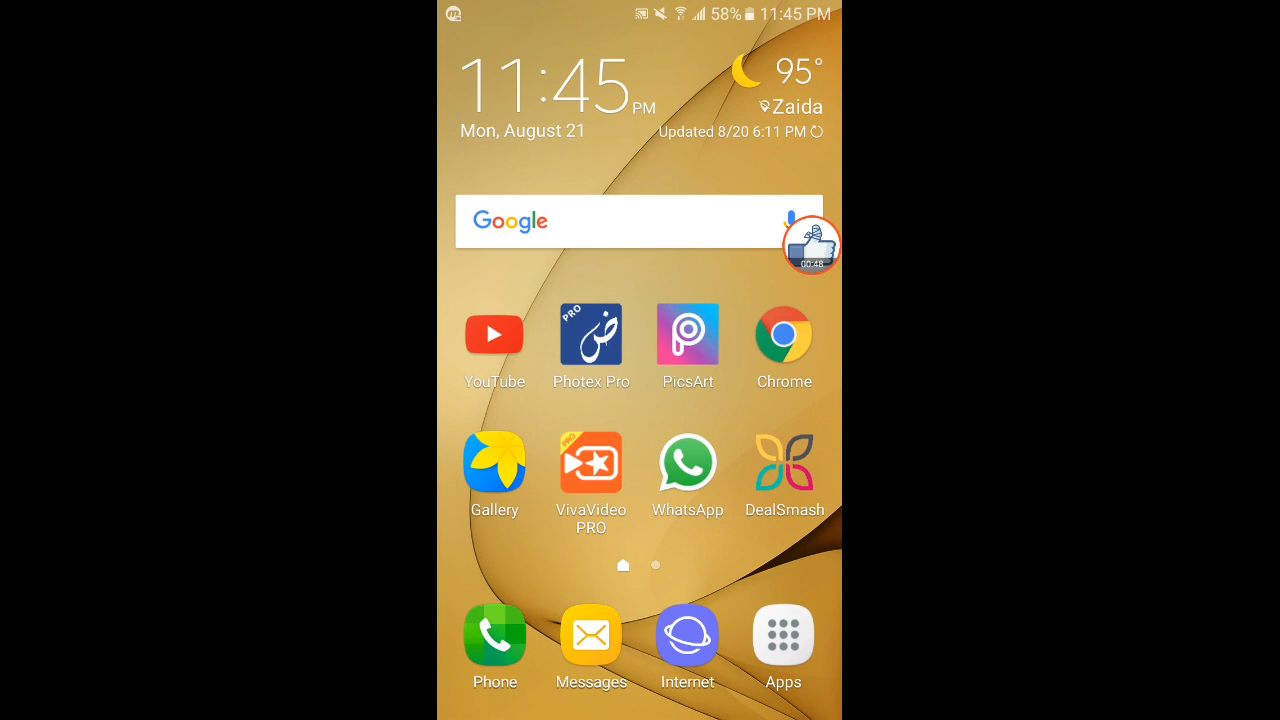 58% 11:45 PM
11:45 PM
95°
Zaida
Mon, August 21
Updated 8/20 6:11 PM
Google
00:48
PRO
ض
YouTube
Photex Pro
PicsArt
Chrome
PRO
Gallery
VivaVideo
PRO
WhatsApp
DealSmash
Phone
Messages
Internet
Apps